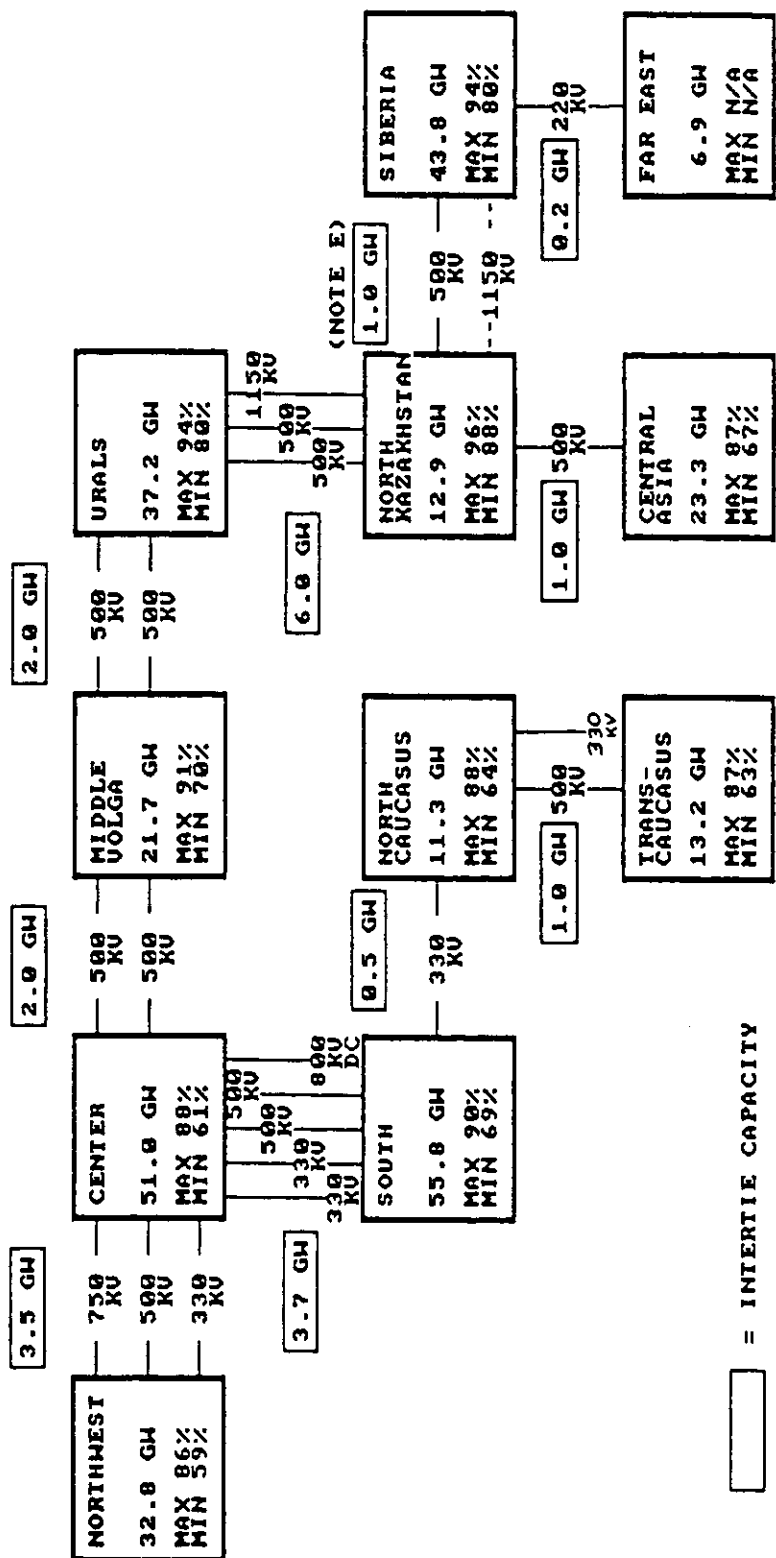 3.5 GW
2.0 GW
2.0 GW
NORTHWEST
32.8 GW
MAX 86%
MIN 59%
750
KV
500
KV
330
KV
CENTER
51.0 GW
MAX 88%
MIN 61%
500
KV
500
KV
MIDDLE
VOLGA
21.7 GW
MAX 91%
MIN 70%
500
KV
500
KV
URALS
37.2 GW
MAX 94%
MIN 80%
3.7 GW
330
KV
330
KV
500
KV
500
KV
800
KV
DC
6.0 GW
500
KV
500
KV
1150
KV
(NOTE E)
0.5 GW
1.0 GW
SOUTH
55.8 GW
MAX 90%
MIN 69%
330
KV
NORTH
CAUCASUS
11.3 GW
MAX 88%
MIN 64%
NORTH
KAZAKHSTAN
12.9 GW
MAX 96%
MIN 88%
500
KV
1150
KV
SIBERIA
43.8 GW
MAX 94%
MIN 80%
1.0 GW
500
KV
330
KV
1.0 GW
500
KV
0.2 GW
220
KV
TRANS-
CAUCASUS
13.2 GW
MAX 87%
MIN 63%
CENTRAL
ASIA
23.3 GW
MAX 87%
MIN 67%
FAR EAST
6.9 GW
MAX N/A
MIN N/A
= INTERTIE CAPACITY